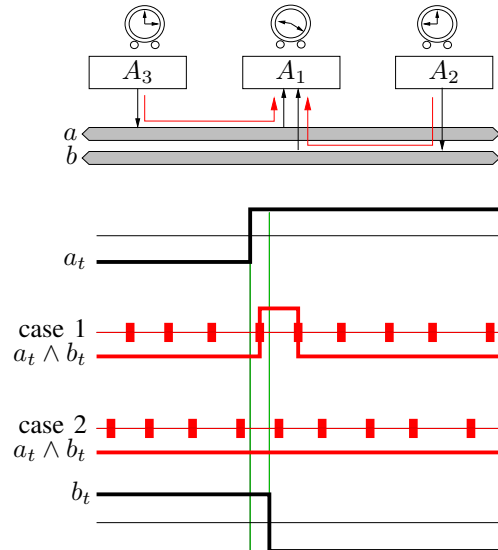 A₃ A₁ A₂
a
b
aₜ
case 1
aₜ ∧ bₜ
case 2
aₜ ∧ bₜ
bₜ